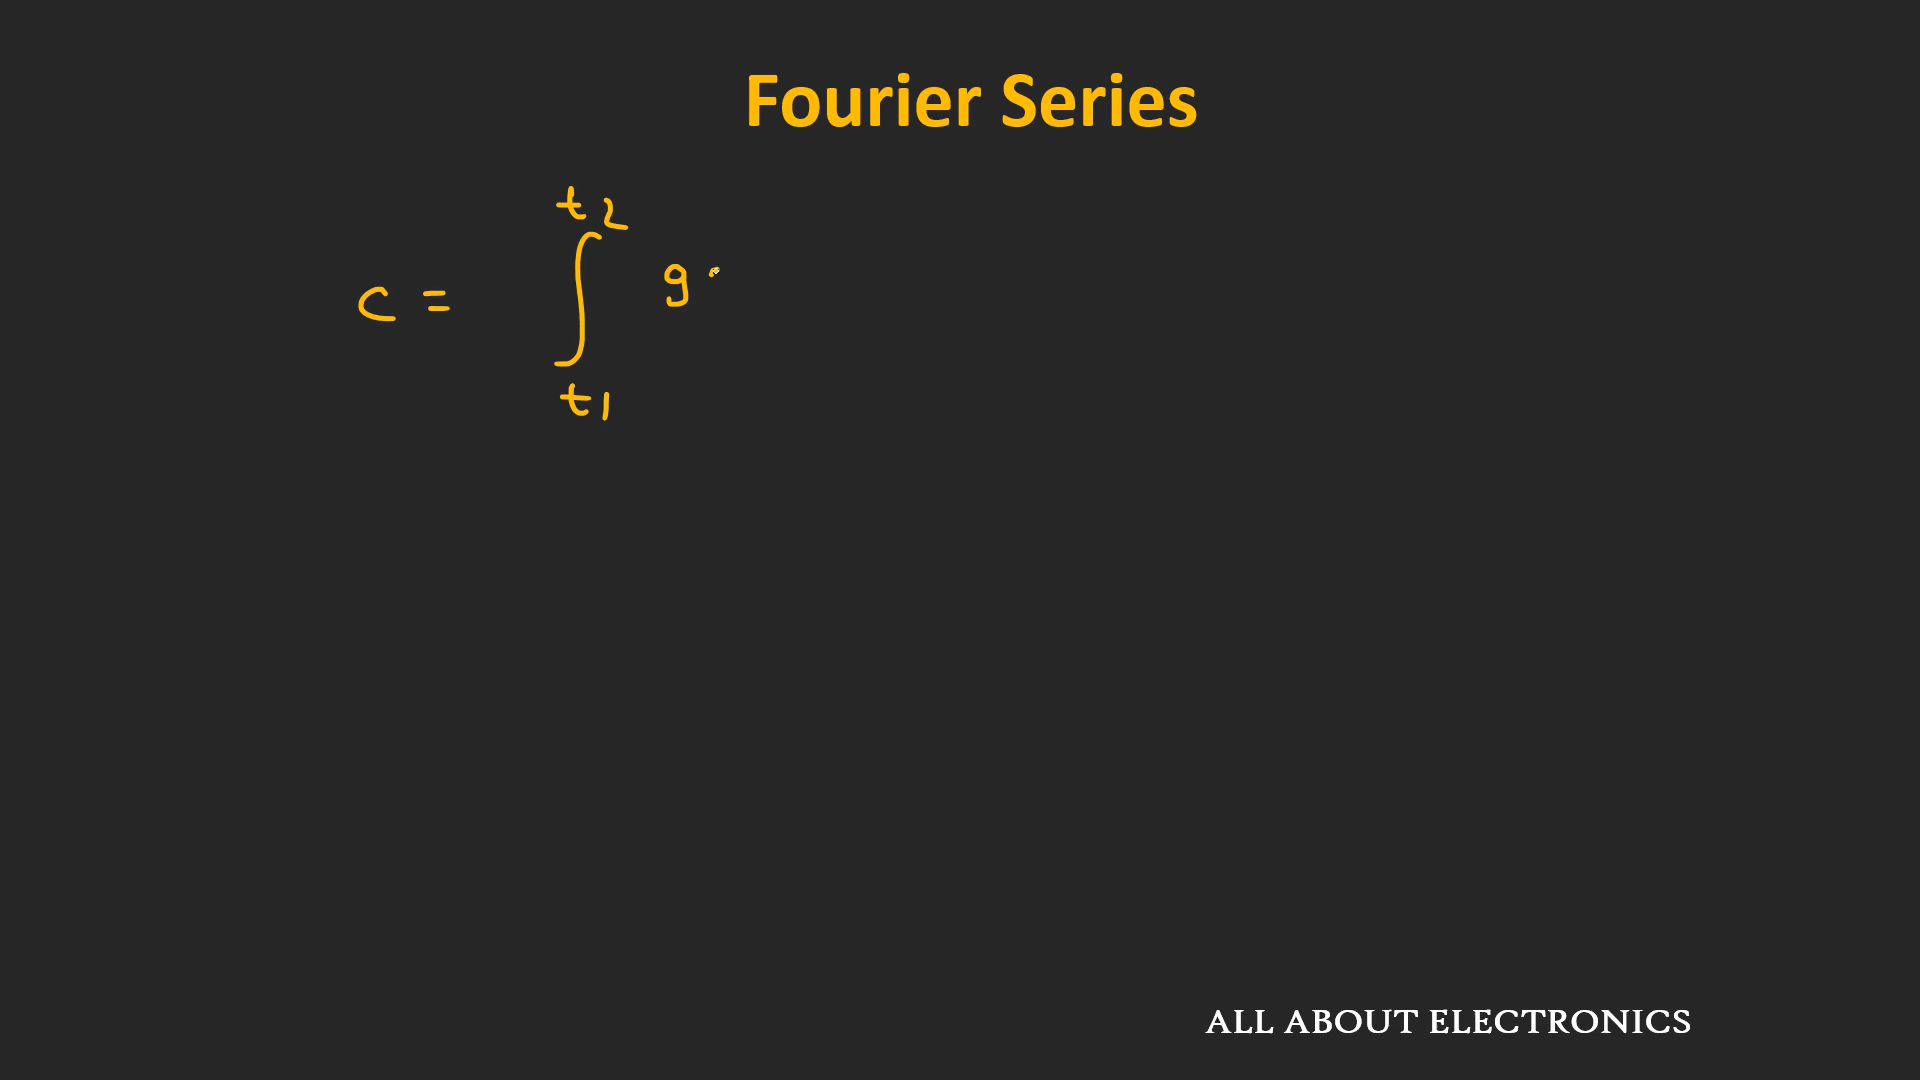 Fourier Series
t2
c = ∫ g
t1
ALL ABOUT ELECTRONICS